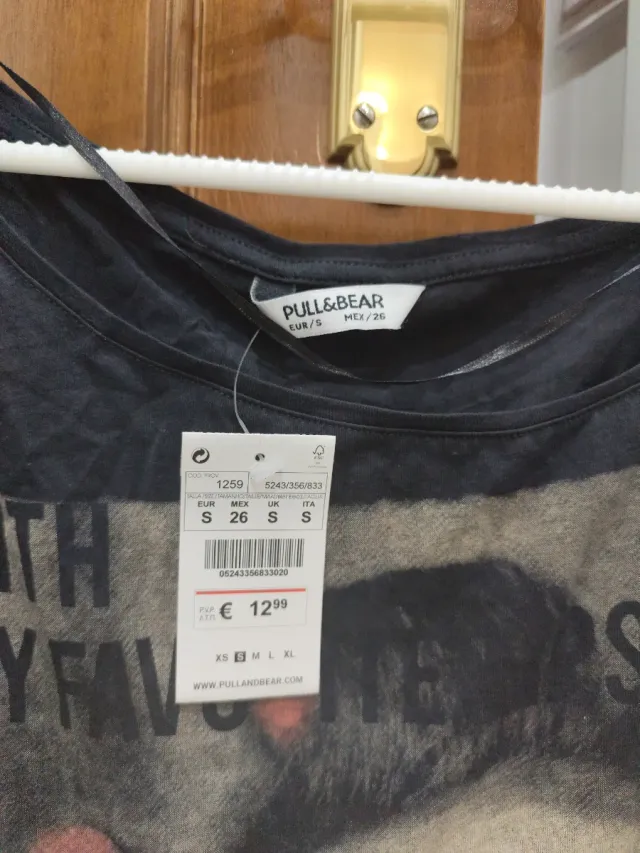 PULL&BEAR
EUR/S MEX/26
1259 5243/356/833
EUR MEX UK ITA
S 26 S S
05243356833020
P.V.P. € 12.99
XS S M L XL
WWW.PULLANDBEAR.COM